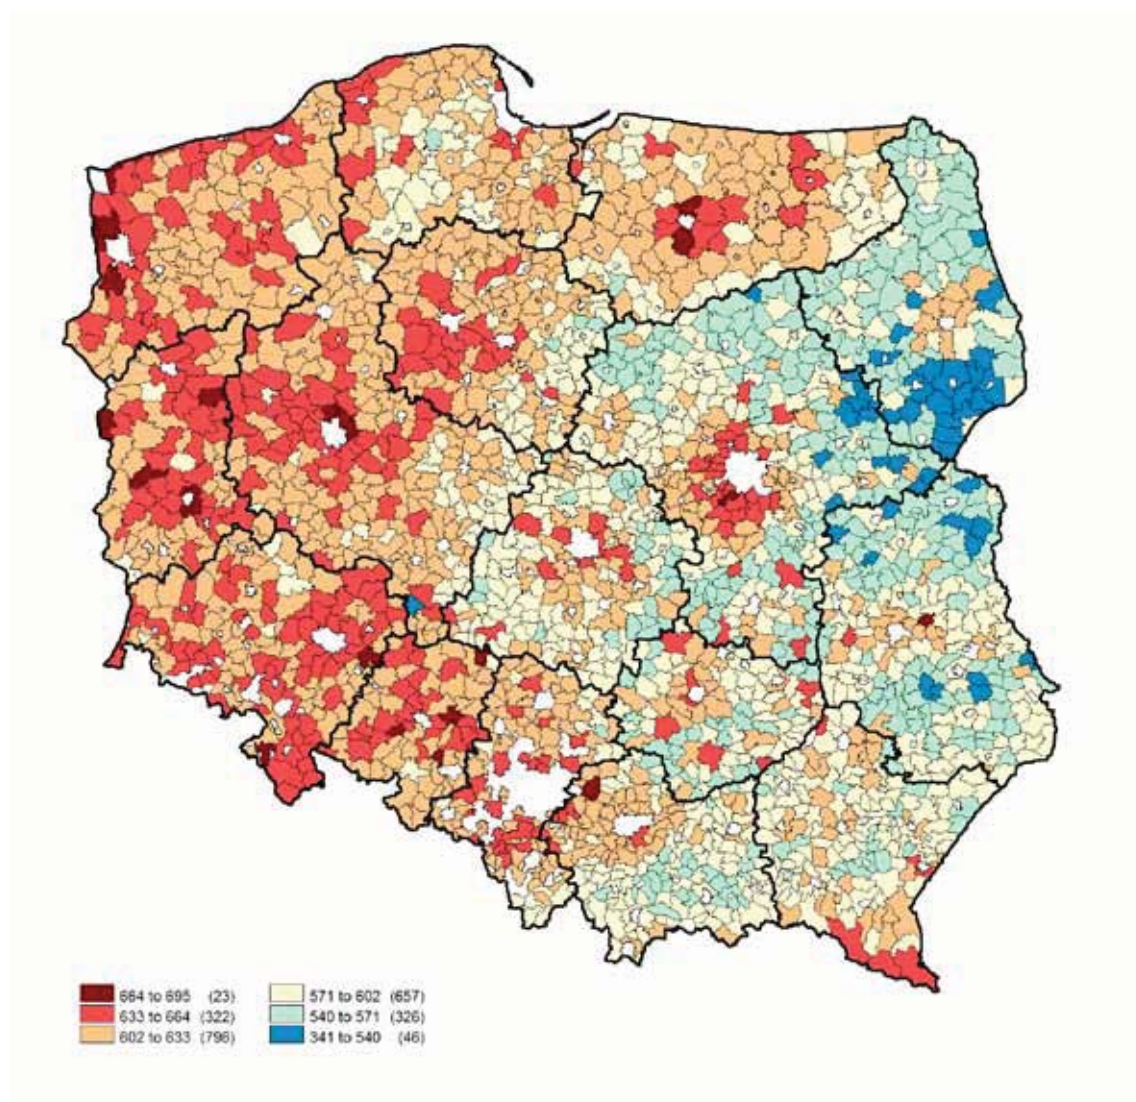 664 to 695 (23)
633 to 664 (322)
602 to 633 (796)
571 to 602 (657)
540 to 571 (326)
341 to 540 (46)